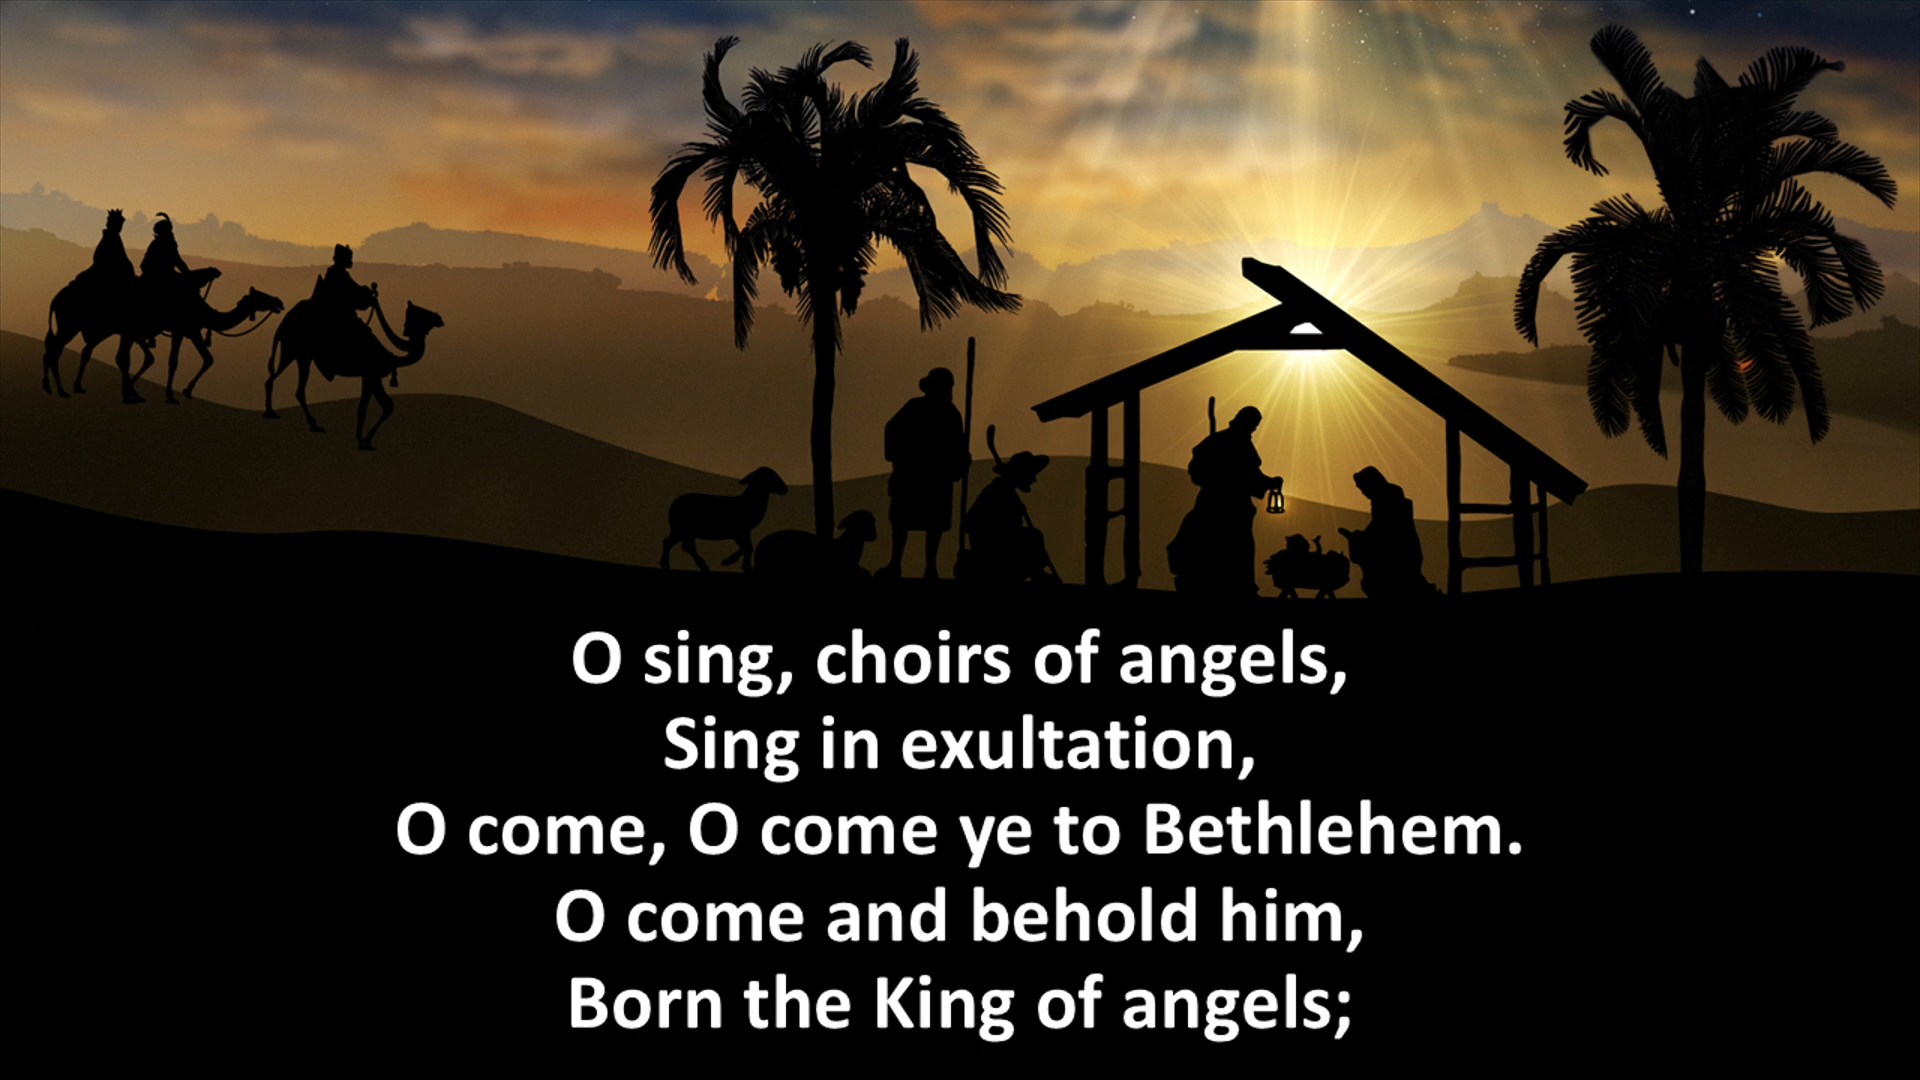 O sing, choirs of angels,
Sing in exultation,
O come, O come ye to Bethlehem.
O come and behold him,
Born the King of angels;